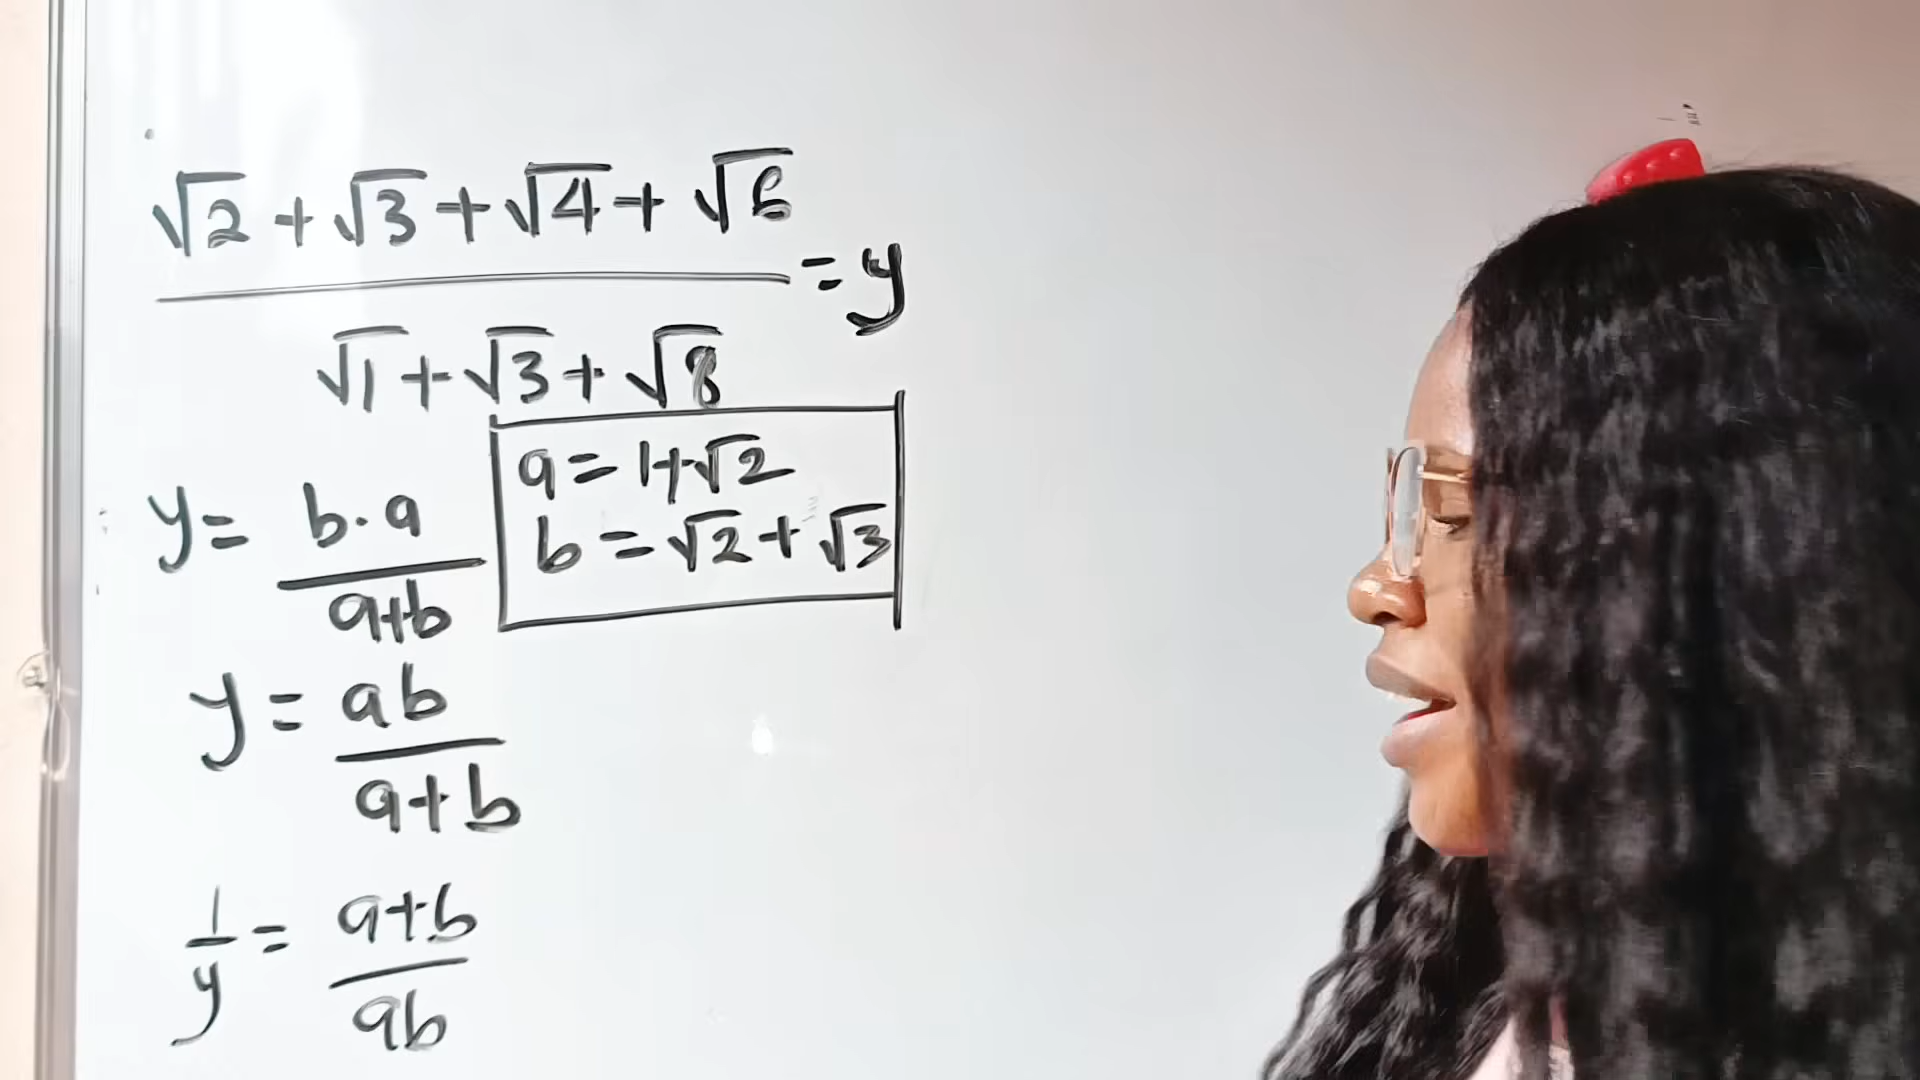 √2 + √3 + √4 + √6
= y
√1 + √3 + √8
a = 1+√2
b = √2 + √3
y = b·a
a+b
y = ab
a+b
1/y = a+b
ab